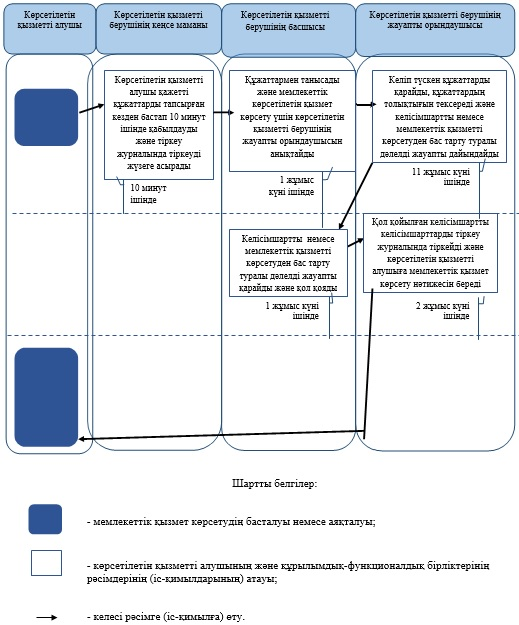 Көрсетілетін
қызметті алушы
Көрсетілетін қызметті
берушінің кеңсе маманы
Көрсетілетін қызметті
берушінің басшысы
Көрсетілетін қызметті берушінің
жауапты орындаушысы
Көрсетілетін қызметті
алушы қажетті
құжаттарды тапсырған
кезден бастап 10 минут
ішінде қабылдауды
және тіркеу
журналында тіркеуді
жүзеге асырады
10 минут
ішінде
Құжаттармен танысады
және мемлекеттік
көрсетілетін қызмет
көрсету үшін көрсетілетін
қызметті берушінің
жауапты орындаушысын
анықтайды
1 жұмыс
күні ішінде
Келіп түскен құжаттарды
қарайды, құжаттардың
толықтығын тексереді және
келісімшартты немесе
мемлекеттік қызметті
көрсетуден бас тарту туралы
дәлелді жауапты дайындайды
11 жұмыс күні
ішінде
Келісімшартты немесе
мемлекеттік қызметті
көрсетуден бас тарту
туралы дәлелді жауапты
қарайды және қол қояды
1 жұмыс күні
ішінде
Қол қойылған келісімшартты
келісімшарттарды тіркеу
журналында тіркейді және
көрсетілетін қызметті
алушыға мемлекеттік қызмет
көрсету нәтижесін береді
2 жұмыс күні
ішінде
Шартты белгілер:
- мемлекеттік қызмет көрсетудің басталуы немесе аяқталуы;
- көрсетілетін қызметті алушының және құрылымдық-функционалдық бірліктерінің
рәсімдерінің (іс-қимылдарының) атауы;
- келесі рәсімге (іс-қимылға) өту.